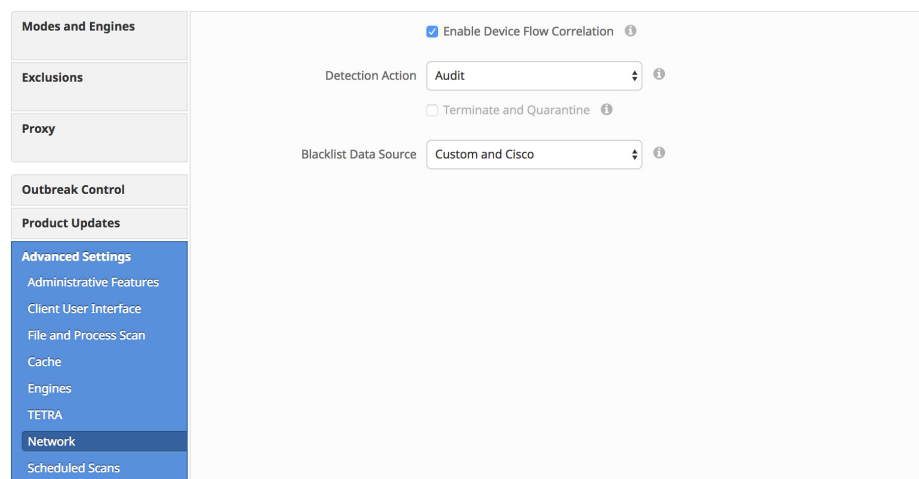 Modes and Engines
Exclusions
Proxy
Outbreak Control
Product Updates
Advanced Settings
Administrative Features
Client User Interface
File and Process Scan
Cache
Engines
TETRA
Network
Scheduled Scans
Enable Device Flow Correlation
Detection Action Audit
Terminate and Quarantine
Blacklist Data Source Custom and Cisco